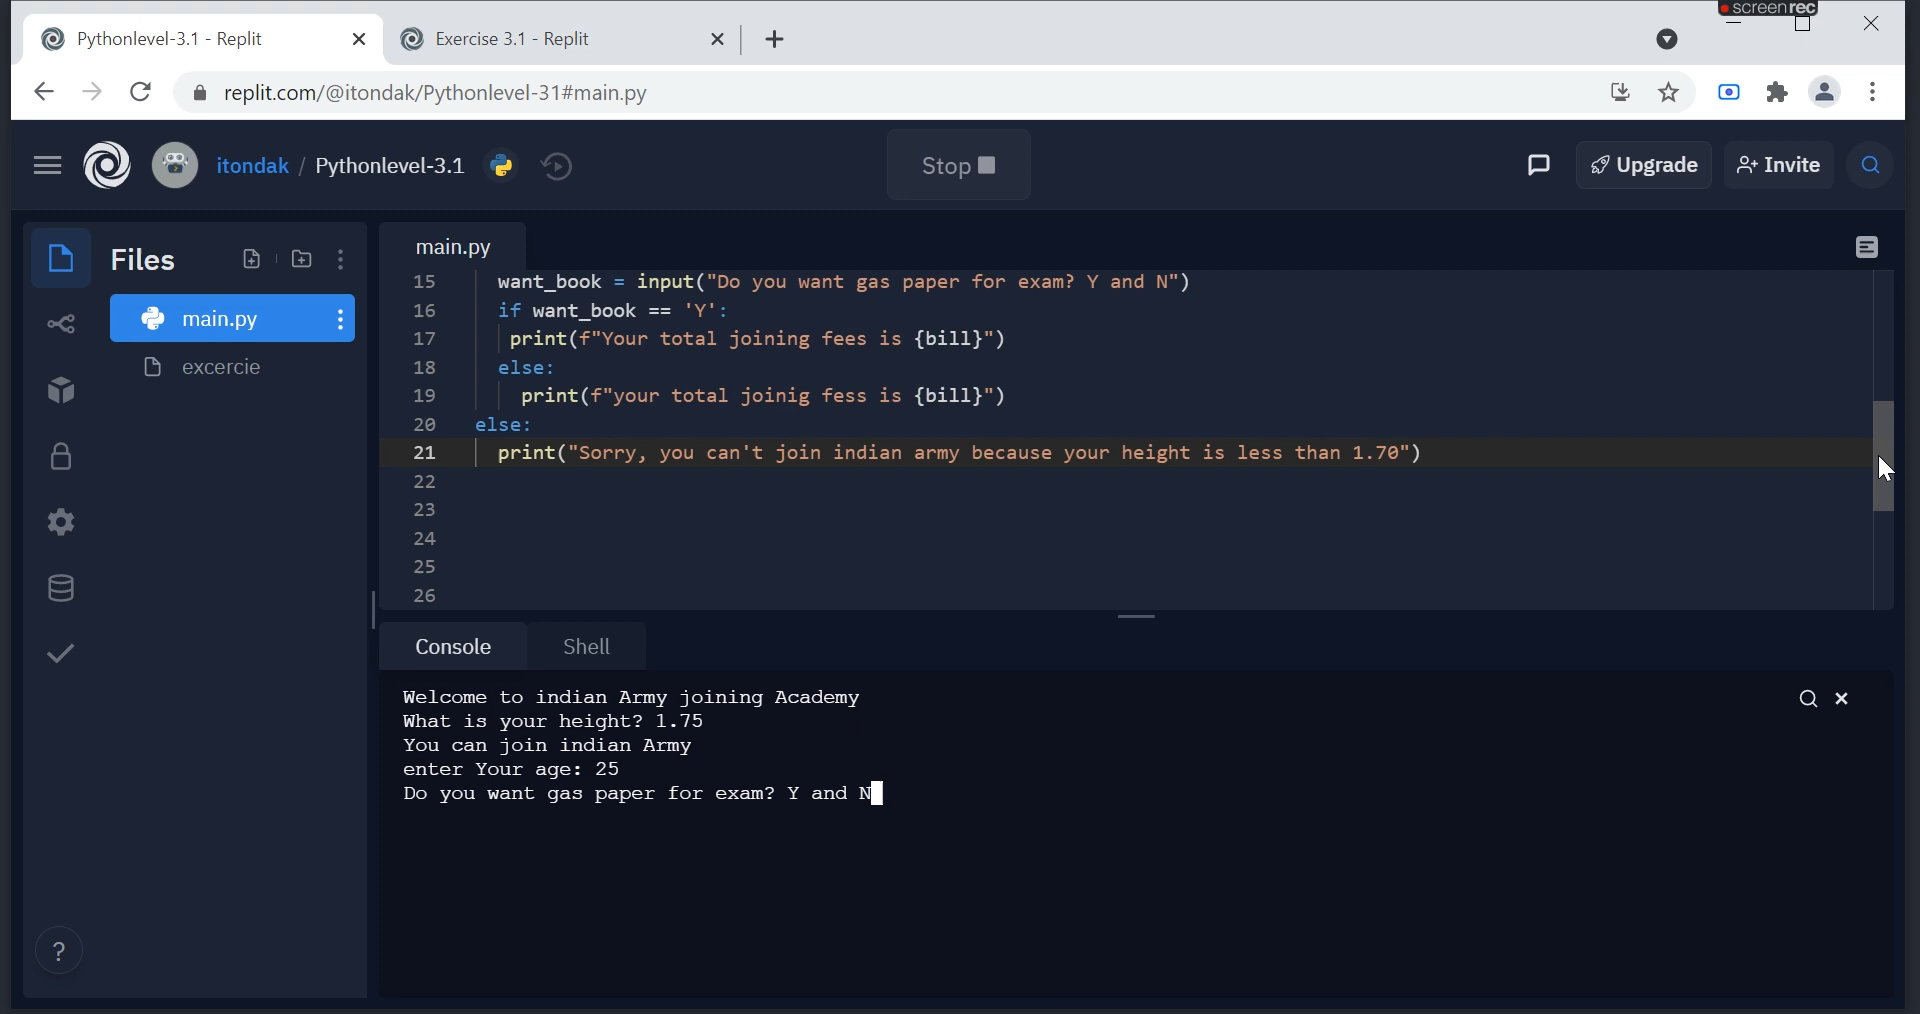 screenrec
Pythonlevel-3.1 - Replit
Exercise 3.1 - Replit
replit.com/@itondak/Pythonlevel-31#main.py
itondak / Pythonlevel-3.1
Stop
Upgrade
Invite
Files
main.py
excercie
main.py
15 want_book = input("Do you want gas paper for exam? Y and N")
16 if want_book == 'Y':
17 print(f"Your total joining fees is {bill}")
18 else:
19 print(f"your total joinig fess is {bill}")
20 else:
21 print("Sorry, you can't join indian army because your height is less than 1.70")
22
23
24
25
26
Console
Shell
Welcome to indian Army joining Academy
What is your height? 1.75
You can join indian Army
enter Your age: 25
Do you want gas paper for exam? Y and N
?